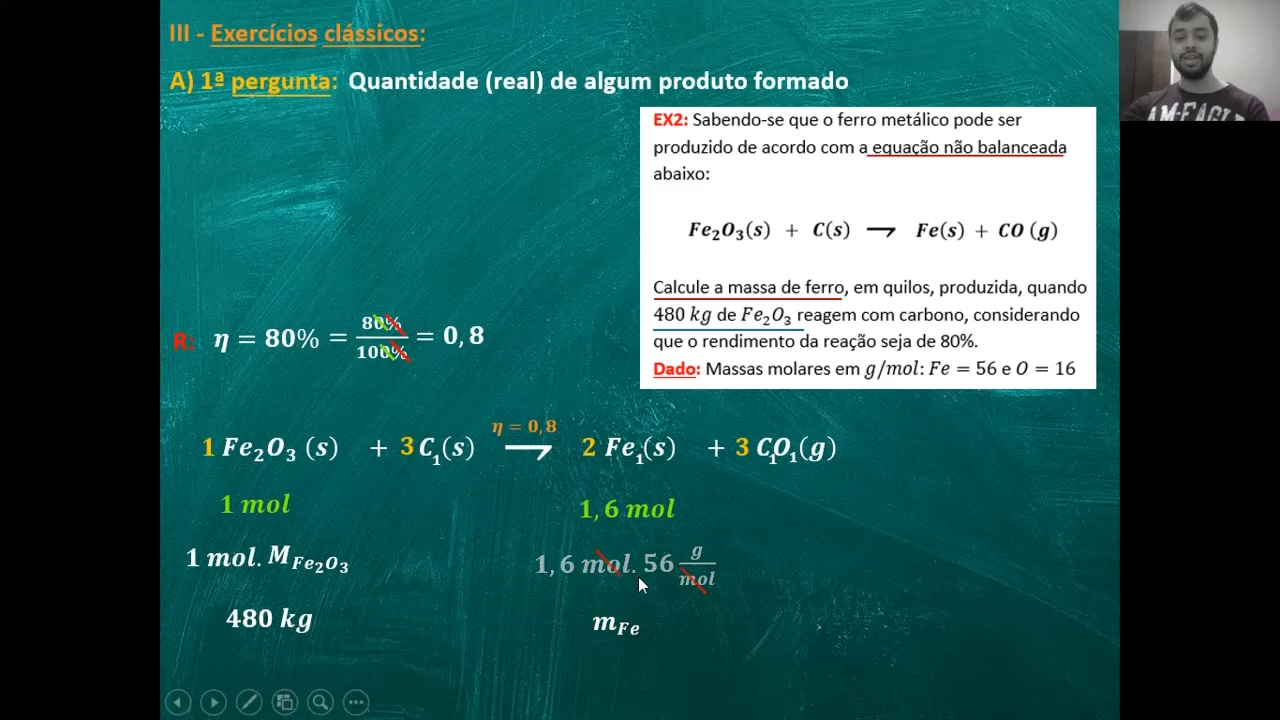 III - Exercícios clássicos:
A) 1ª pergunta: Quantidade (real) de algum produto formado
EX2: Sabendo-se que o ferro metálico pode ser
produzido de acordo com a equação não balanceada
abaixo:
Fe₂O₃(s) + C(s) → Fe(s) + CO (g)
Calcule a massa de ferro, em quilos, produzida, quando
480 kg de Fe₂O₃ reagem com carbono, considerando
que o rendimento da reação seja de 80%.
Dado: Massas molares em g/mol: Fe = 56 e O = 16
R: η = 80% = 80%/100% = 0,8
η = 0,8
1 Fe₂O₃ (s) + 3 C₁(s) → 2 Fe₁(s) + 3 C₁O₁(g)
1 mol 1,6 mol
1 mol. M Fe₂O₃ 1,6 mol. 56 g/mol
480 kg m Fe
AM-EAGLE